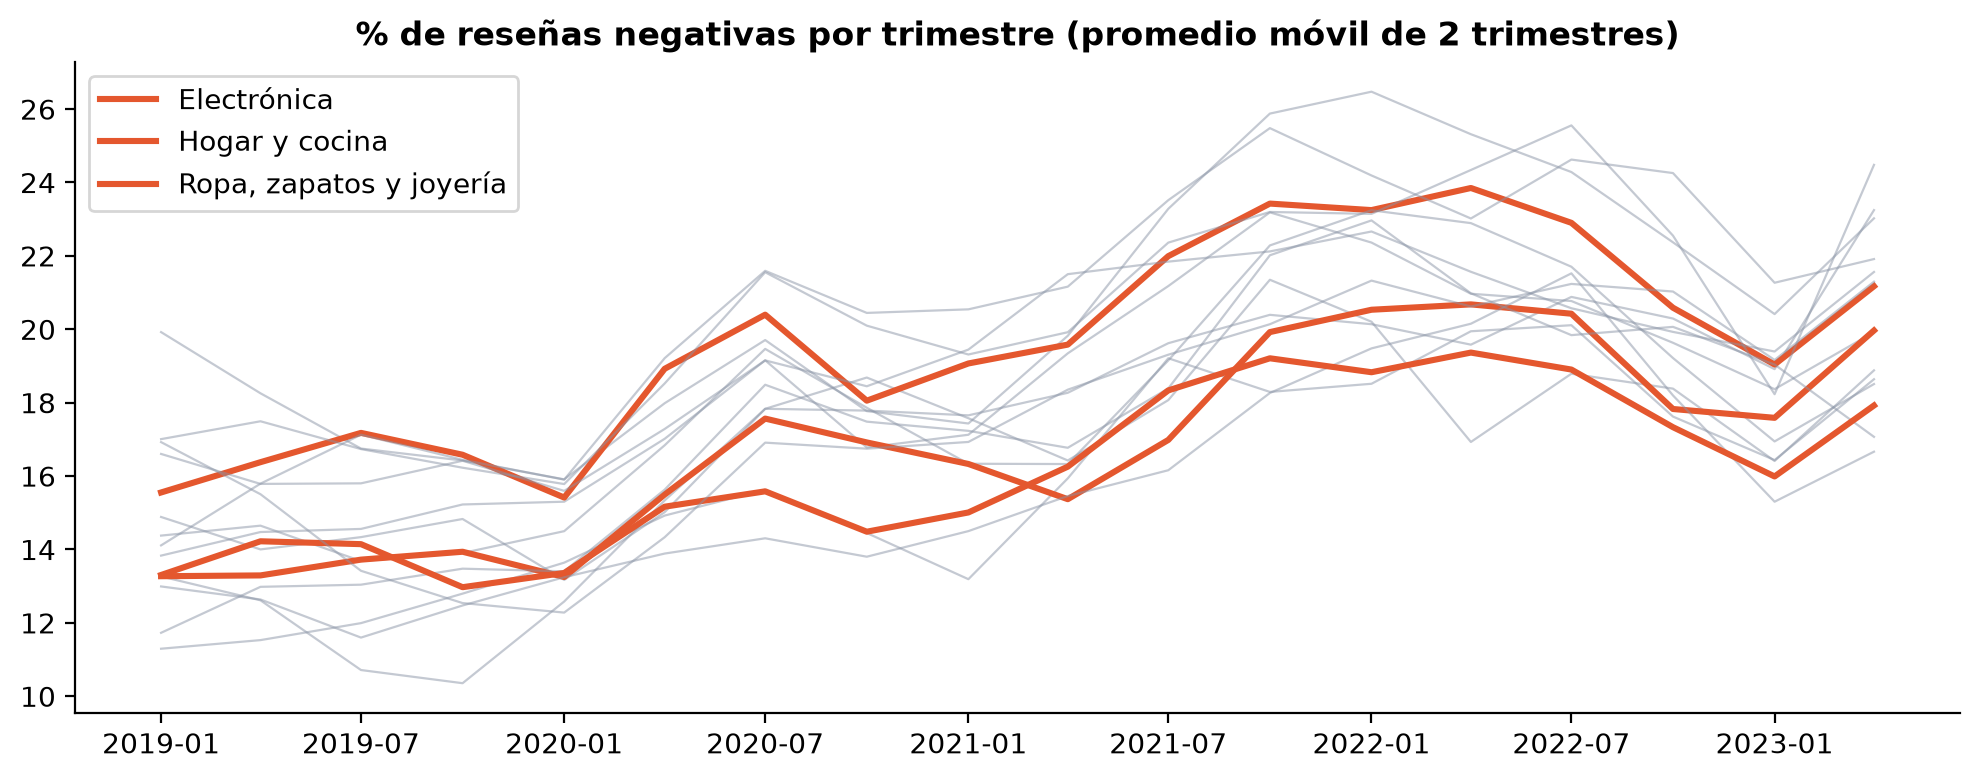 % de reseñas negativas por trimestre (promedio móvil de 2 trimestres)
Electrónica
Hogar y cocina
Ropa, zapatos y joyería
26
24
22
20
18
16
14
12
10
2019-01 2019-07 2020-01 2020-07 2021-01 2021-07 2022-01 2022-07 2023-01